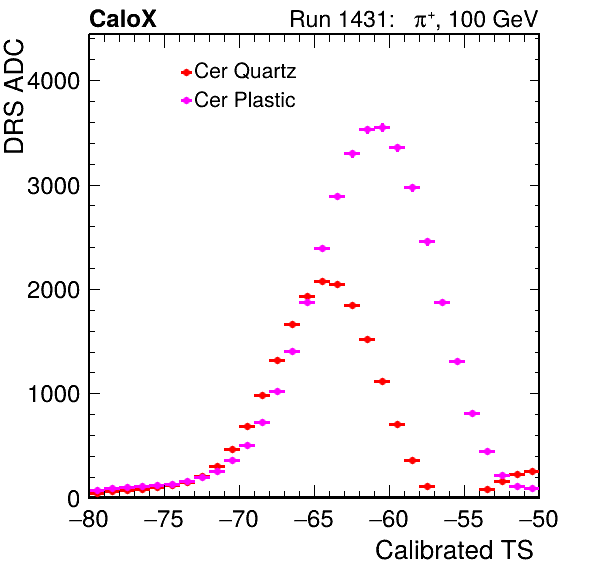 CaloX Run 1431: π⁺, 100 GeV
DRS ADC
Cer Quartz
Cer Plastic
4000
3000
2000
1000
0
−80 −75 −70 −65 −60 −55 −50
Calibrated TS